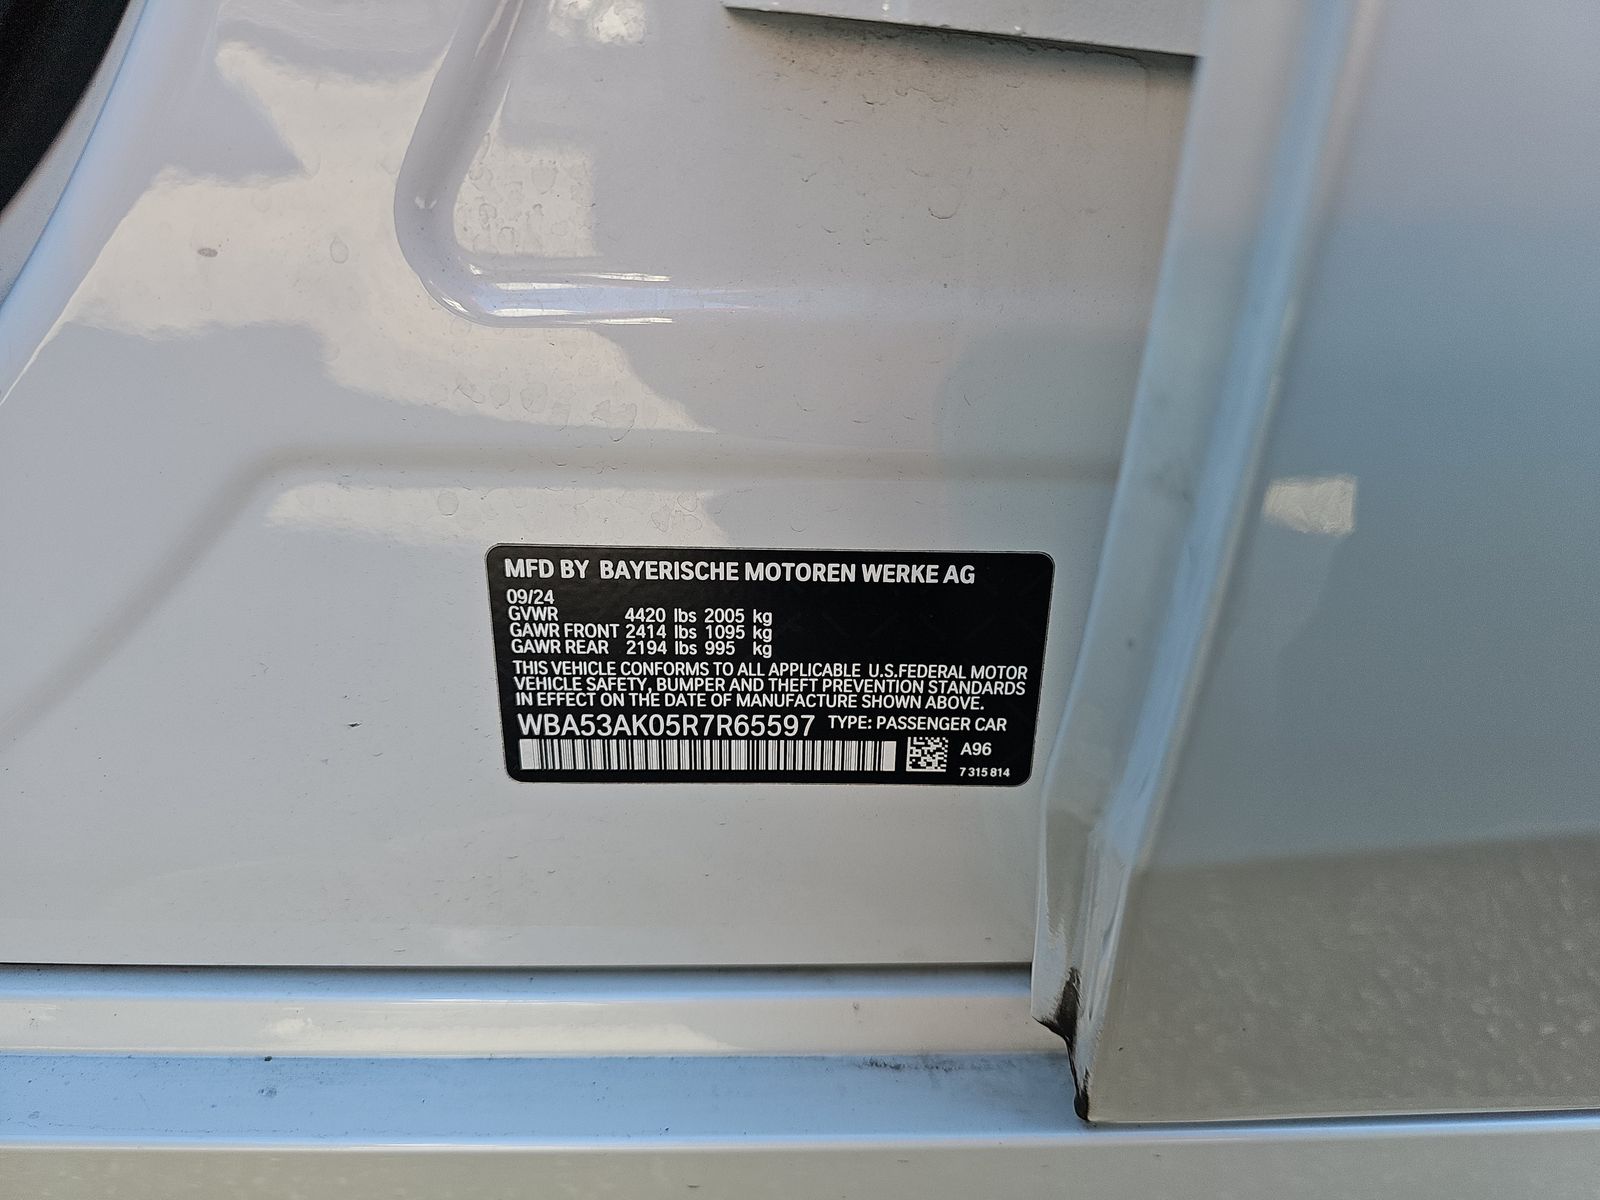 MFD BY BAYERISCHE MOTOREN WERKE AG
09/24
GVWR 4420 lbs 2005 kg
GAWR FRONT 2414 lbs 1095 kg
GAWR REAR 2194 lbs 995 kg
THIS VEHICLE CONFORMS TO ALL APPLICABLE U.S.FEDERAL MOTOR
VEHICLE SAFETY, BUMPER AND THEFT PREVENTION STANDARDS
IN EFFECT ON THE DATE OF MANUFACTURE SHOWN ABOVE.
WBA53AK05R7R65597 TYPE: PASSENGER CAR
A96
7 315 814